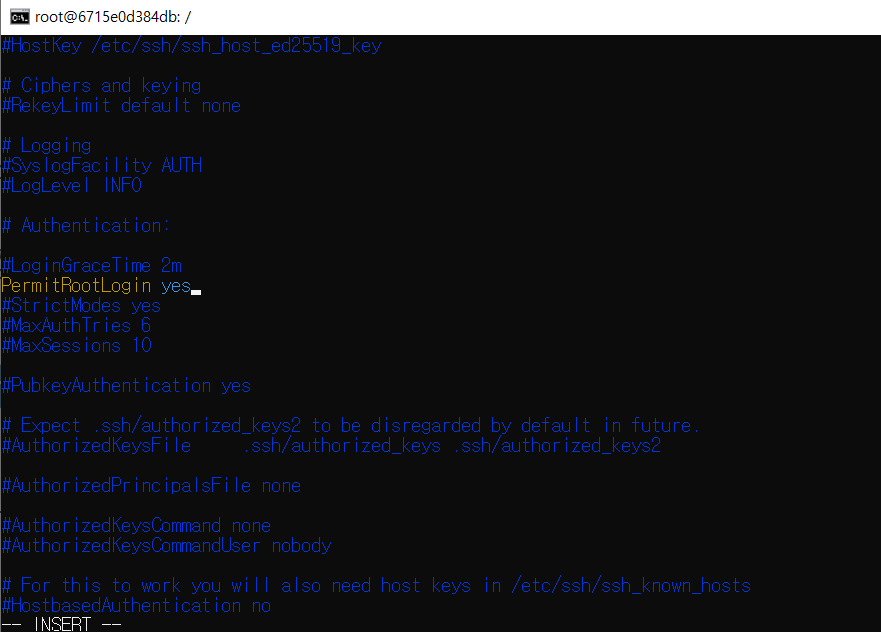 root@6715e0d384db: /
#HostKey /etc/ssh/ssh_host_ed25519_key
# Ciphers and keying
#RekeyLimit default none
# Logging
#SyslogFacility AUTH
#LogLevel INFO
# Authentication:
#LoginGraceTime 2m
PermitRootLogin yes
#StrictModes yes
#MaxAuthTries 6
#MaxSessions 10
#PubkeyAuthentication yes
# Expect .ssh/authorized_keys2 to be disregarded by default in future.
#AuthorizedKeysFile .ssh/authorized_keys .ssh/authorized_keys2
#AuthorizedPrincipalsFile none
#AuthorizedKeysCommand none
#AuthorizedKeysCommandUser nobody
# For this to work you will also need host keys in /etc/ssh/ssh_known_hosts
#HostbasedAuthentication no
-- INSERT --